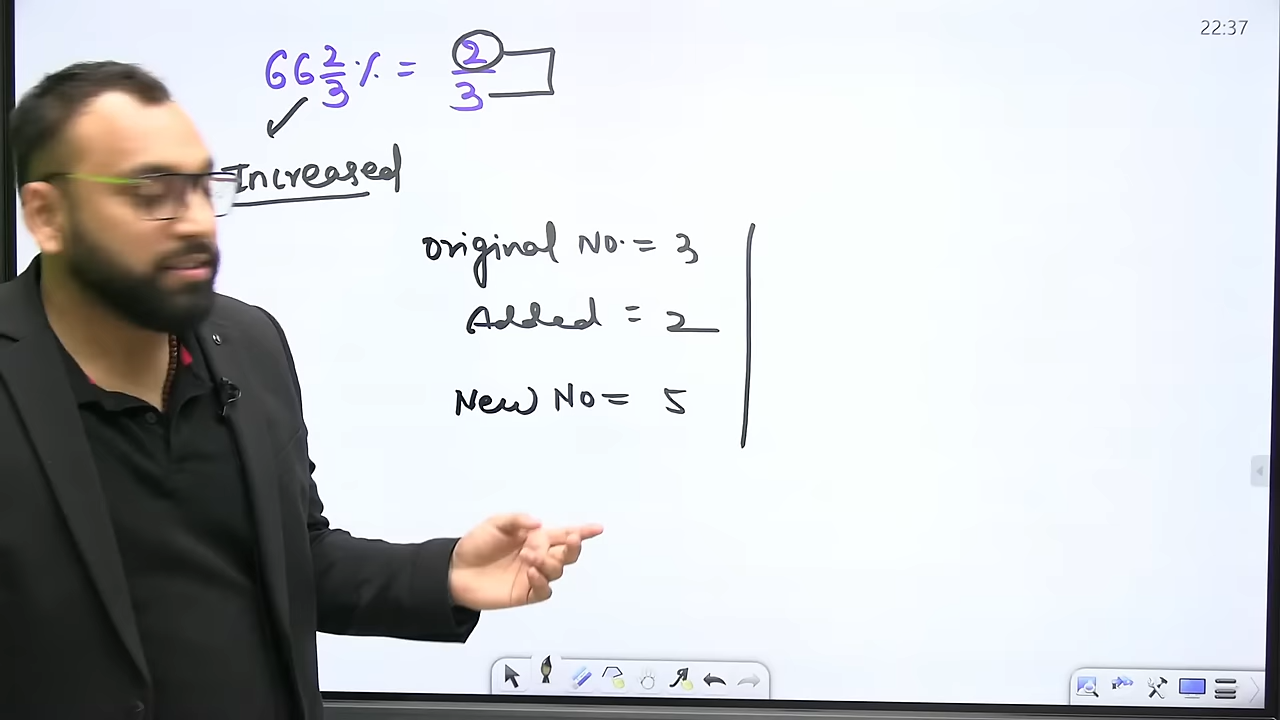 22:37
66 2/3 % = 2/3
Increased
Original No. = 3
Added = 2
New No = 5